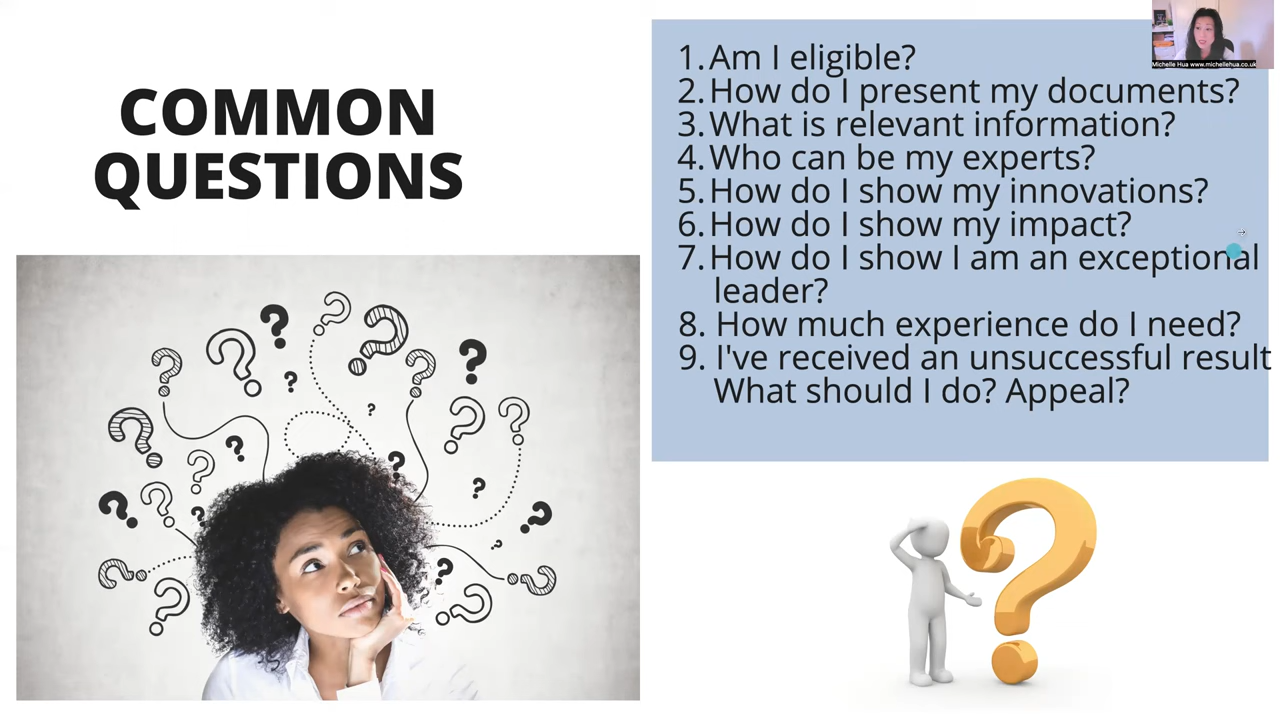 COMMON
QUESTIONS
1. Am I eligible?
2. How do I present my documents?
3. What is relevant information?
4. Who can be my experts?
5. How do I show my innovations?
6. How do I show my impact?
7. How do I show I am an exceptional
leader?
8. How much experience do I need?
9. I've received an unsuccessful result
What should I do? Appeal?
Michelle Hua www.michellehua.co.uk